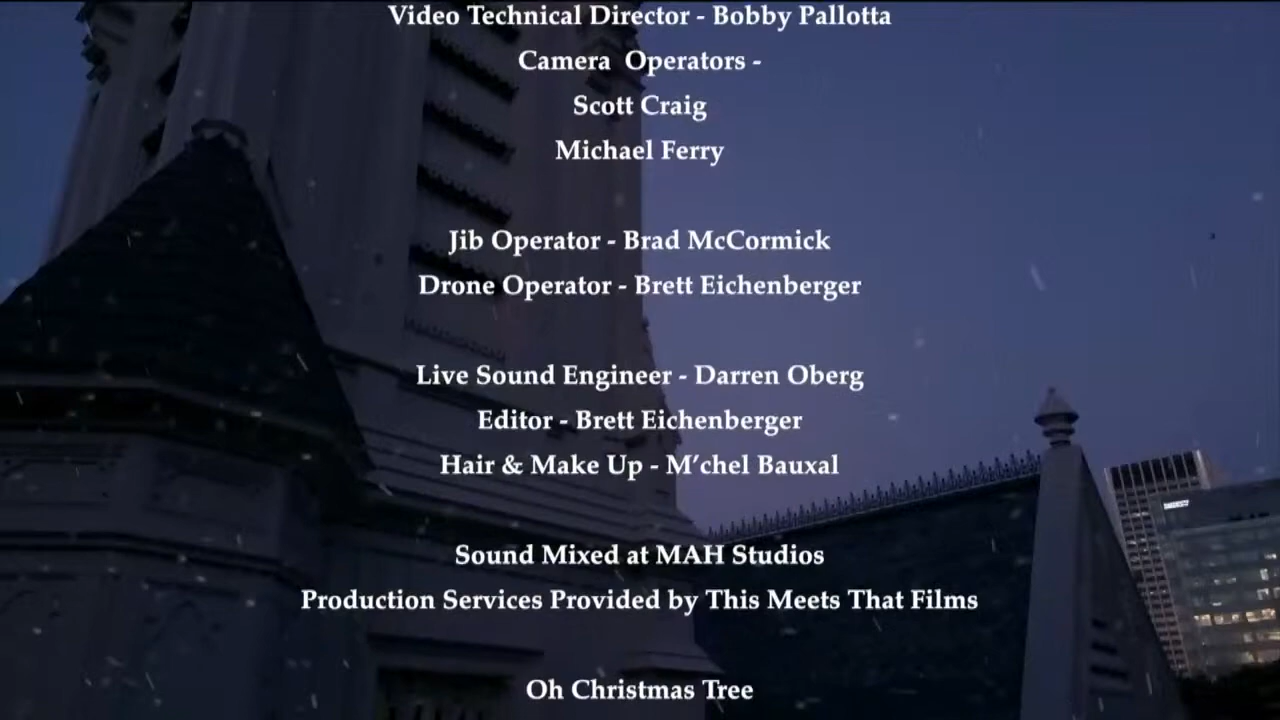 Video Technical Director - Bobby Pallotta
Camera Operators -
Scott Craig
Michael Ferry
Jib Operator - Brad McCormick
Drone Operator - Brett Eichenberger
Live Sound Engineer - Darren Oberg
Editor - Brett Eichenberger
Hair & Make Up - M’chel Bauxal
Sound Mixed at MAH Studios
Production Services Provided by This Meets That Films
Oh Christmas Tree